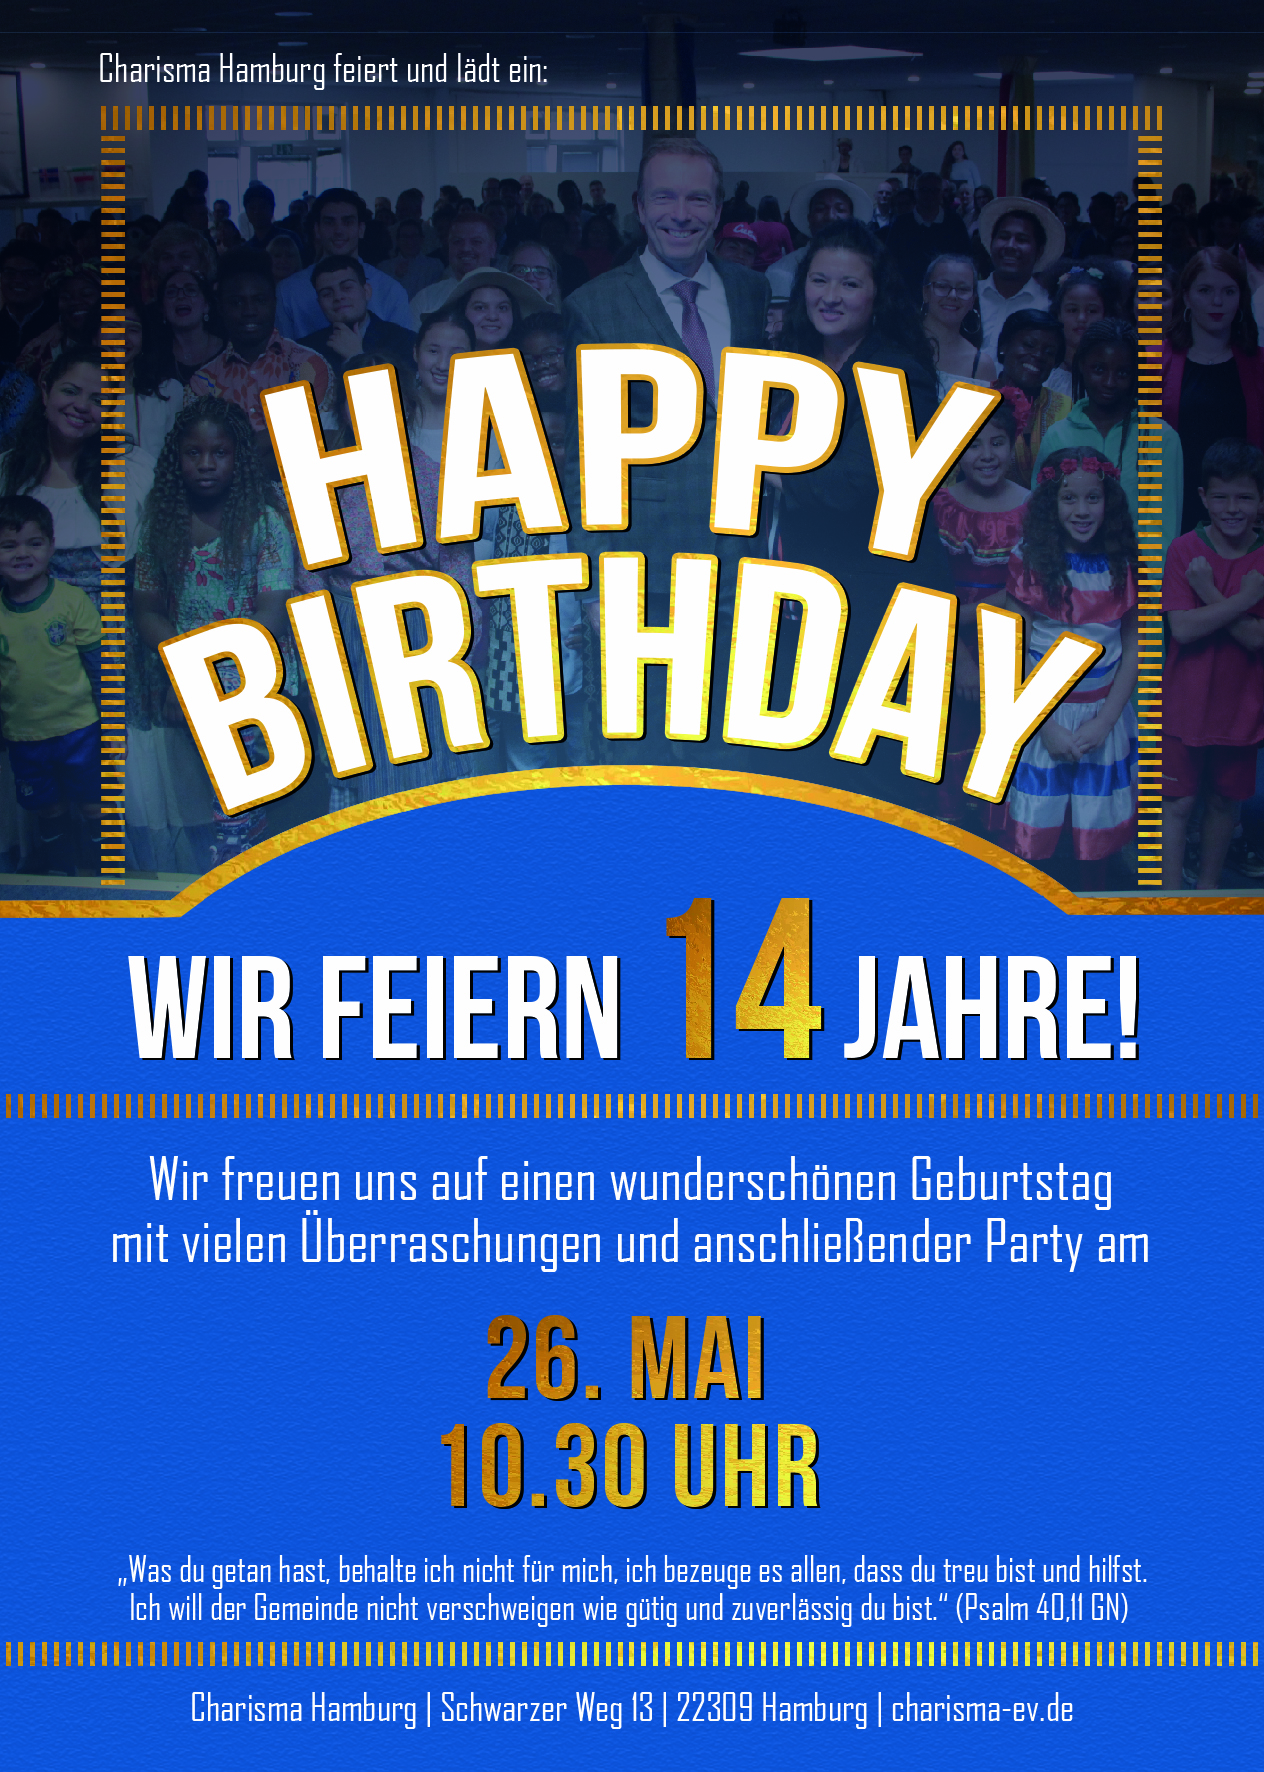 Charisma Hamburg feiert und lädt ein:
HAPPY
BIRTHDAY
WIR FEIERN 14 JAHRE!
Wir freuen uns auf einen wunderschönen Geburtstag
mit vielen Überraschungen und anschließender Party am
26. MAI
10.30 UHR
„Was du getan hast, behalte ich nicht für mich, ich bezeuge es allen, dass du treu bist und hilfst.
Ich will der Gemeinde nicht verschweigen wie gütig und zuverlässig du bist.“ (Psalm 40,11 GN)
Charisma Hamburg | Schwarzer Weg 13 | 22309 Hamburg | charisma-ev.de